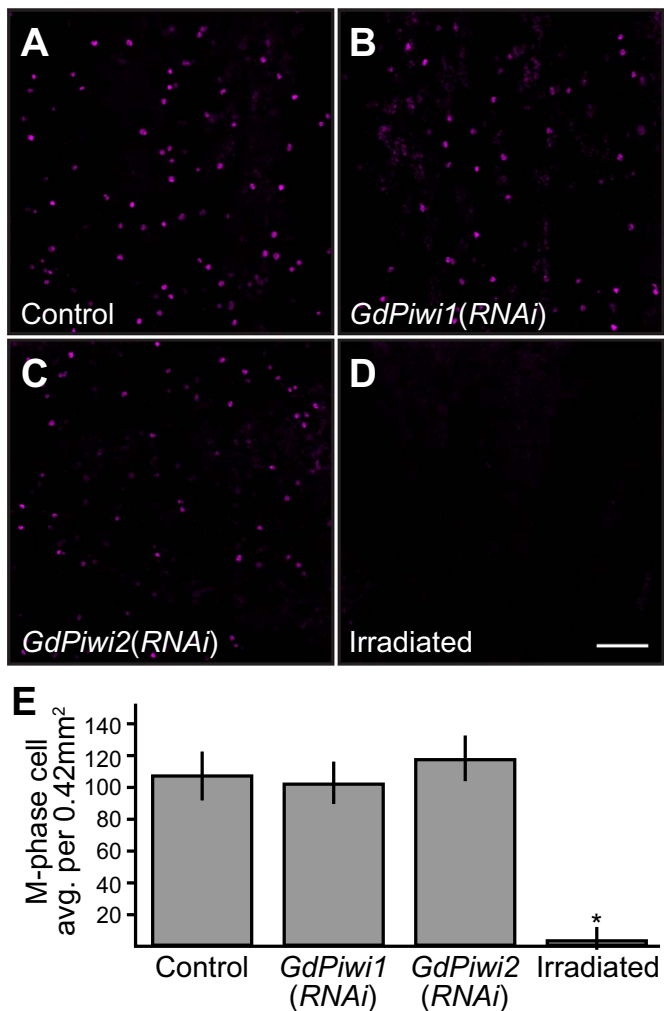 A
B
Control
GdPiwi1(RNAi)
C
D
GdPiwi2(RNAi)
Irradiated
E
M-phase cell
avg. per 0.42mm²
140
120
100
80
60
40
20
*
Control
GdPiwi1
(RNAi)
GdPiwi2
(RNAi)
Irradiated